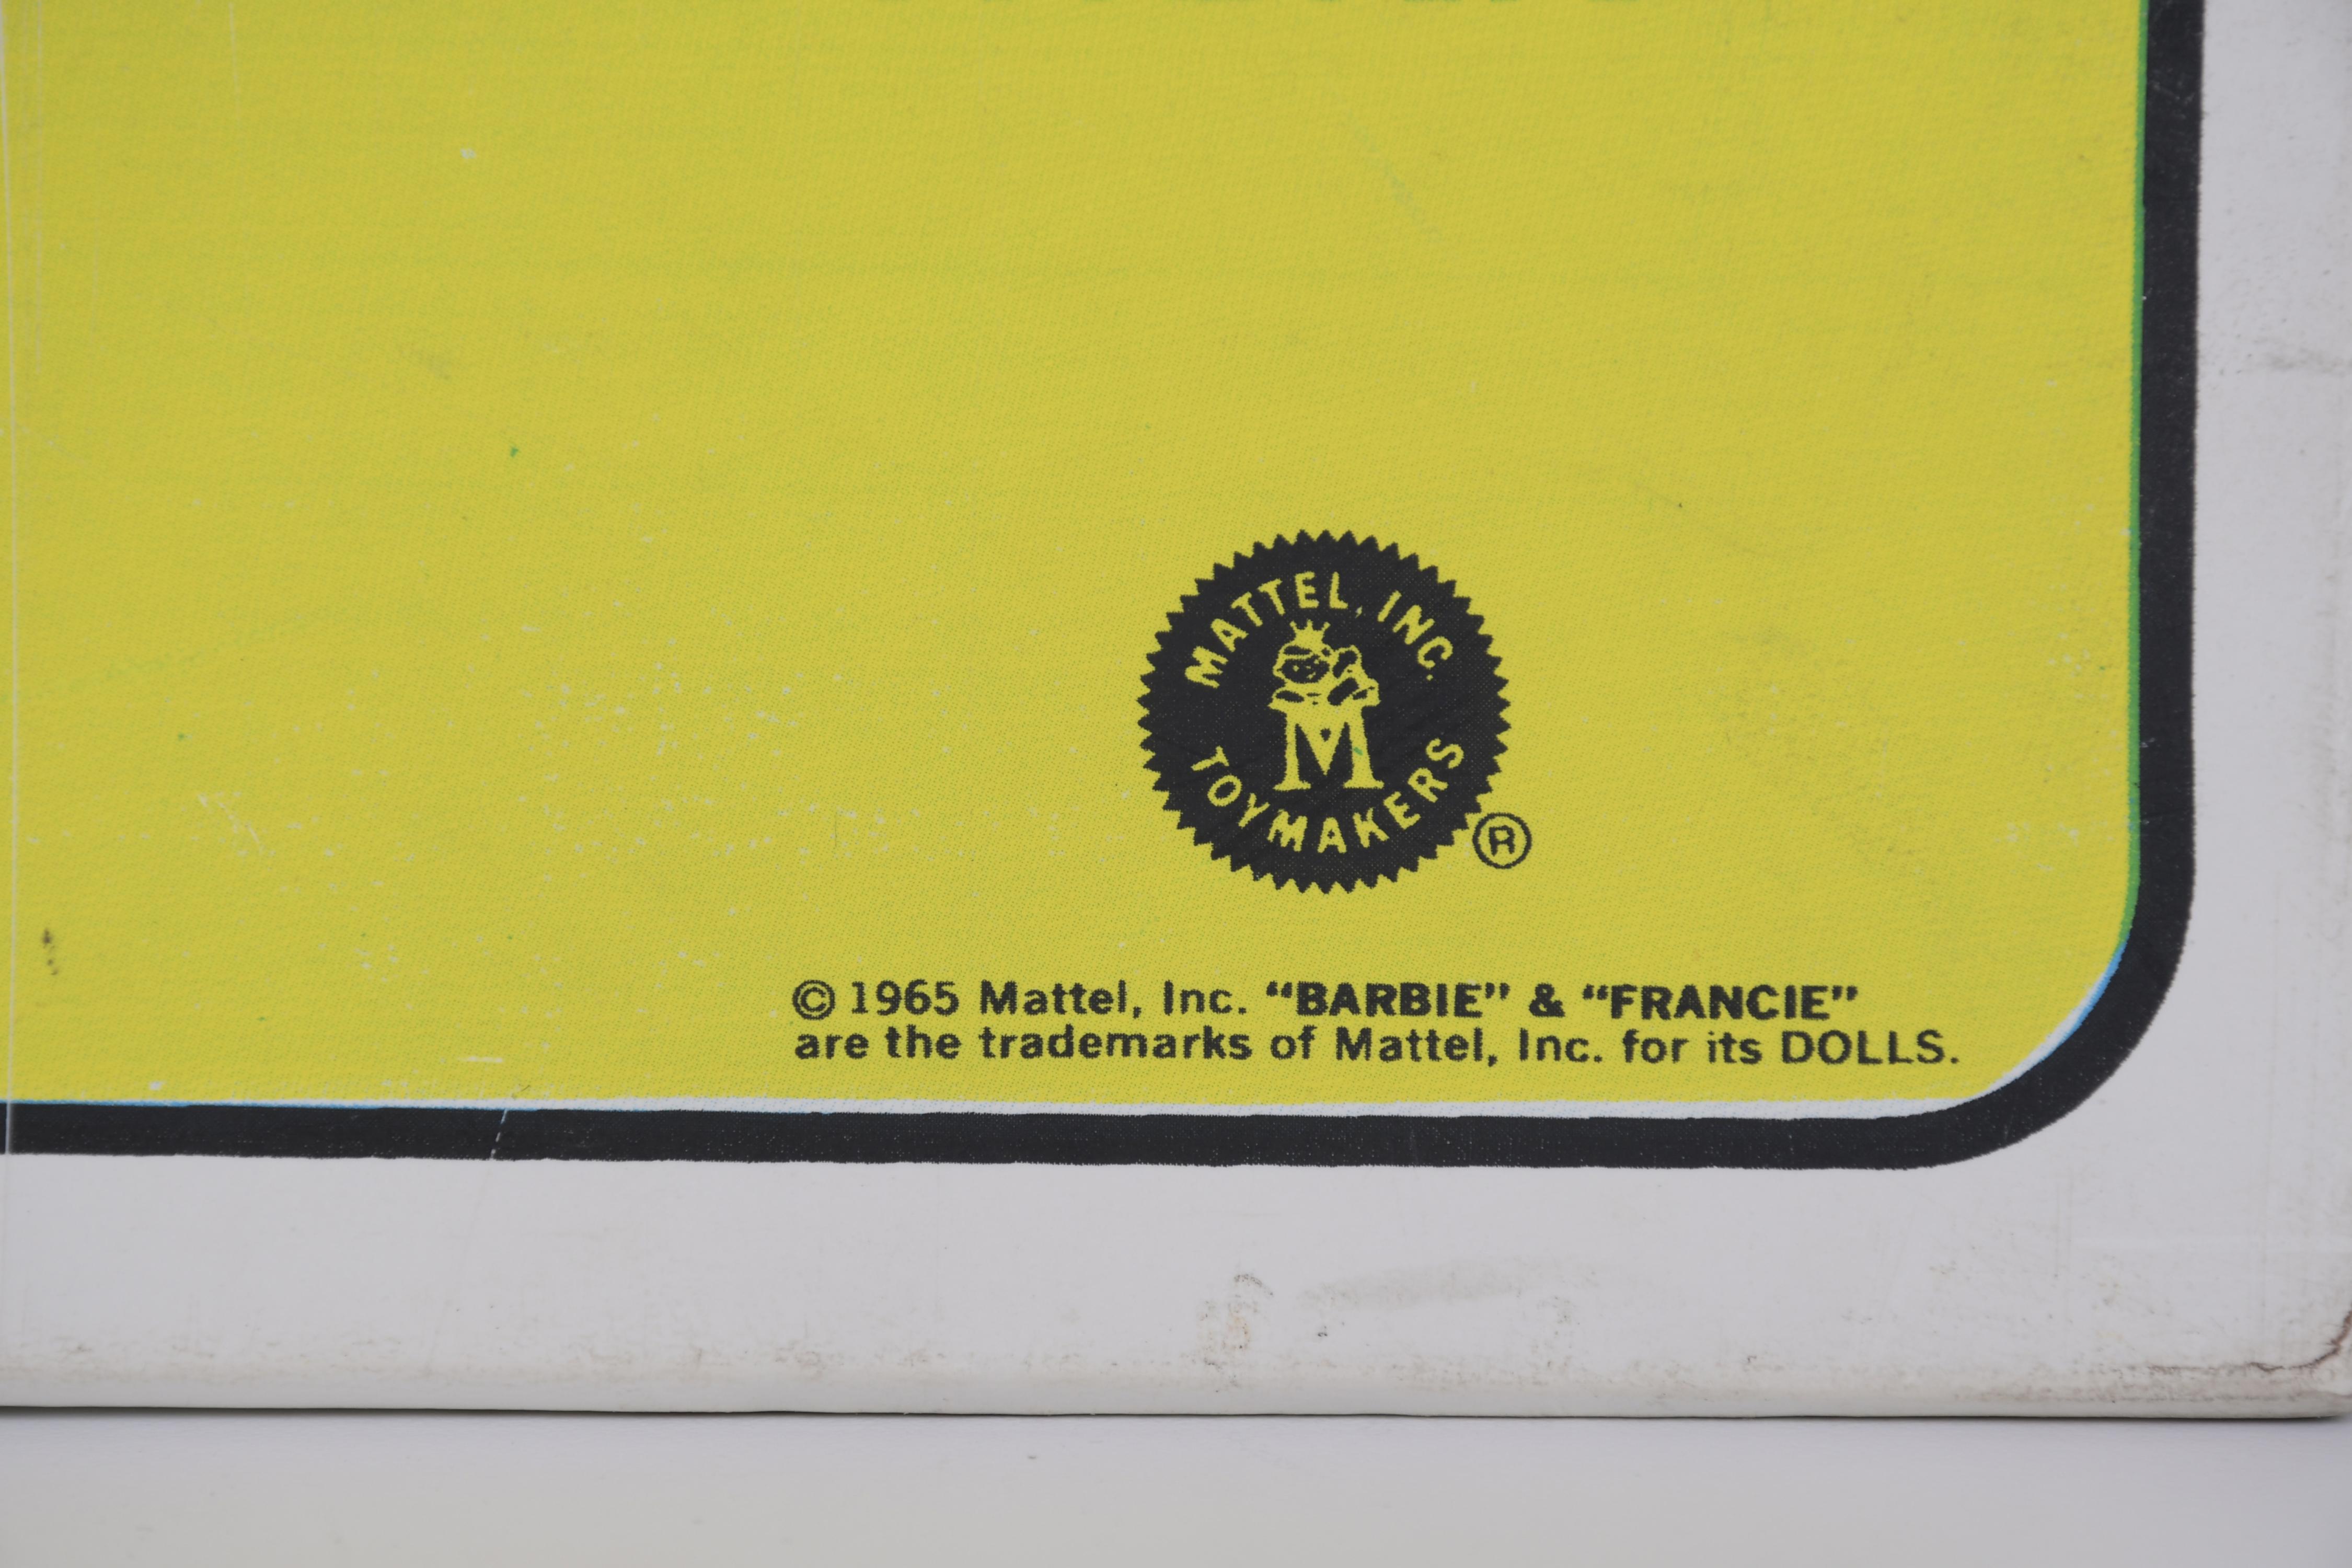 MATTEL, INC.
M
TOYMAKERS
®
© 1965 Mattel, Inc. “BARBIE” & “FRANCIE”
are the trademarks of Mattel, Inc. for its DOLLS.